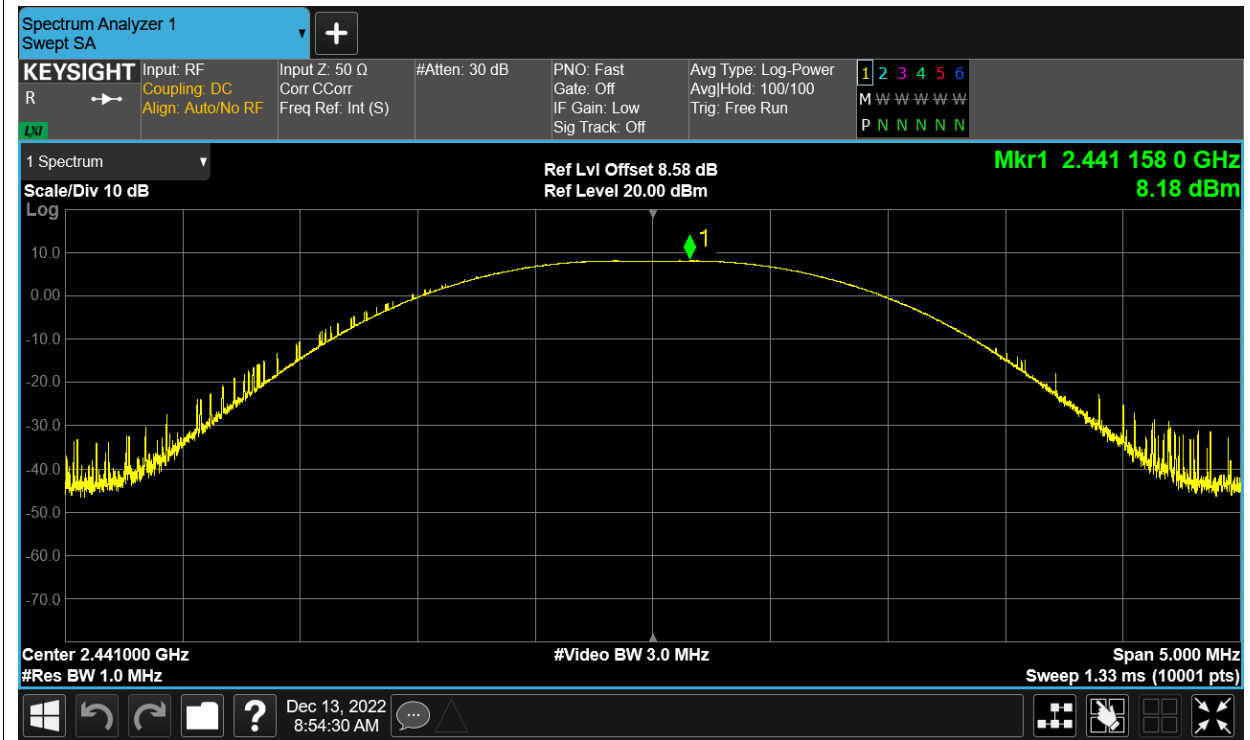 Spectrum Analyzer 1
Swept SA
KEYSIGHT
R
LXI
Input: RF
Coupling: DC
Align: Auto/No RF
Input Z: 50 Ω
Corr CCorr
Freq Ref: Int (S)
#Atten: 30 dB
PNO: Fast
Gate: Off
IF Gain: Low
Sig Track: Off
Avg Type: Log-Power
Avg|Hold: 100/100
Trig: Free Run
1 2 3 4 5 6
M W W W W W
P N N N N N
1 Spectrum
Scale/Div 10 dB
Log
Ref Lvl Offset 8.58 dB
Ref Level 20.00 dBm
Mkr1 2.441 158 0 GHz
8.18 dBm
1
10.0
0.00
-10.0
-20.0
-30.0
-40.0
-50.0
-60.0
-70.0
Center 2.441000 GHz
#Res BW 1.0 MHz
#Video BW 3.0 MHz
Span 5.000 MHz
Sweep 1.33 ms (10001 pts)
?
Dec 13, 2022
8:54:30 AM